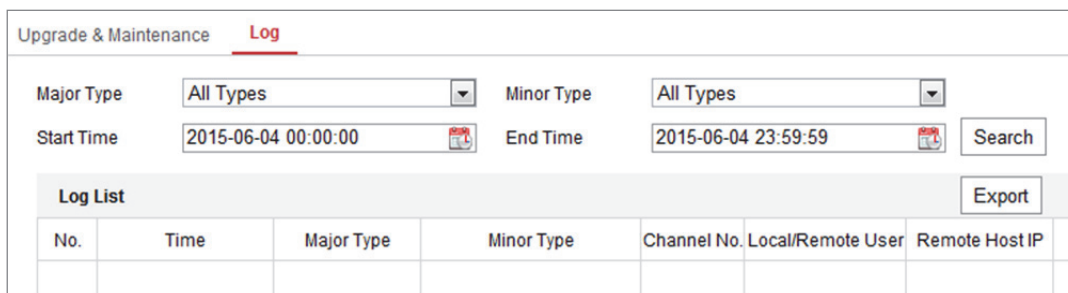 Upgrade & Maintenance Log
Major Type All Types Minor Type All Types
Start Time 2015-06-04 00:00:00 End Time 2015-06-04 23:59:59 Search
Log List Export
No. Time Major Type Minor Type Channel No. Local/Remote User Remote Host IP